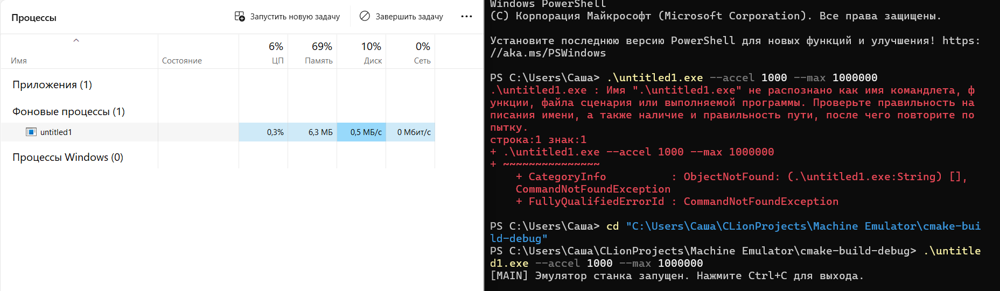 Процессы
Запустить новую задачу
Завершить задачу
...
6% 69% 10% 0%
Имя Состояние ЦП Память Диск Сеть
Приложения (1)
Фоновые процессы (1)
untitled1 0,3% 6,3 МБ 0,5 МБ/с 0 Мбит/с
Процессы Windows (0)
Windows PowerShell
(C) Корпорация Майкрософт (Microsoft Corporation). Все права защищены.
Установите последнюю версию PowerShell для новых функций и улучшения! https:
//aka.ms/PSWindows
PS C:\Users\Саша> .\untitled1.exe --accel 1000 --max 1000000
.\untitled1.exe : Имя ".\untitled1.exe" не распознано как имя командлета, ф
ункции, файла сценария или выполняемой программы. Проверьте правильность на
писания имени, а также наличие и правильность пути, после чего повторите по
пытку.
строка:1 знак:1
+ .\untitled1.exe --accel 1000 --max 1000000
+ ~~~~~~~~~~~~~~~
+ CategoryInfo : ObjectNotFound: (.\untitled1.exe:String) [],
CommandNotFoundException
+ FullyQualifiedErrorId : CommandNotFoundException
PS C:\Users\Саша> cd "C:\Users\Саша\CLionProjects\Machine Emulator\cmake-bui
ld-debug"
PS C:\Users\Саша\CLionProjects\Machine Emulator\cmake-build-debug> .\untitle
d1.exe --accel 1000 --max 1000000
[MAIN] Эмулятор станка запущен. Нажмите Ctrl+C для выхода.